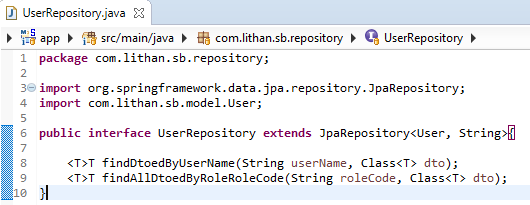 UserRepository.java
app src/main/java com.lithan.sb.repository UserRepository
1 package com.lithan.sb.repository;
2
3 import org.springframework.data.jpa.repository.JpaRepository;
4 import com.lithan.sb.model.User;
5
6 public interface UserRepository extends JpaRepository<User, String>{
7
8 <T>T findDtoedByUserName(String userName, Class<T> dto);
9 <T>T findAllDtoedByRoleRoleCode(String roleCode, Class<T> dto);
10 }